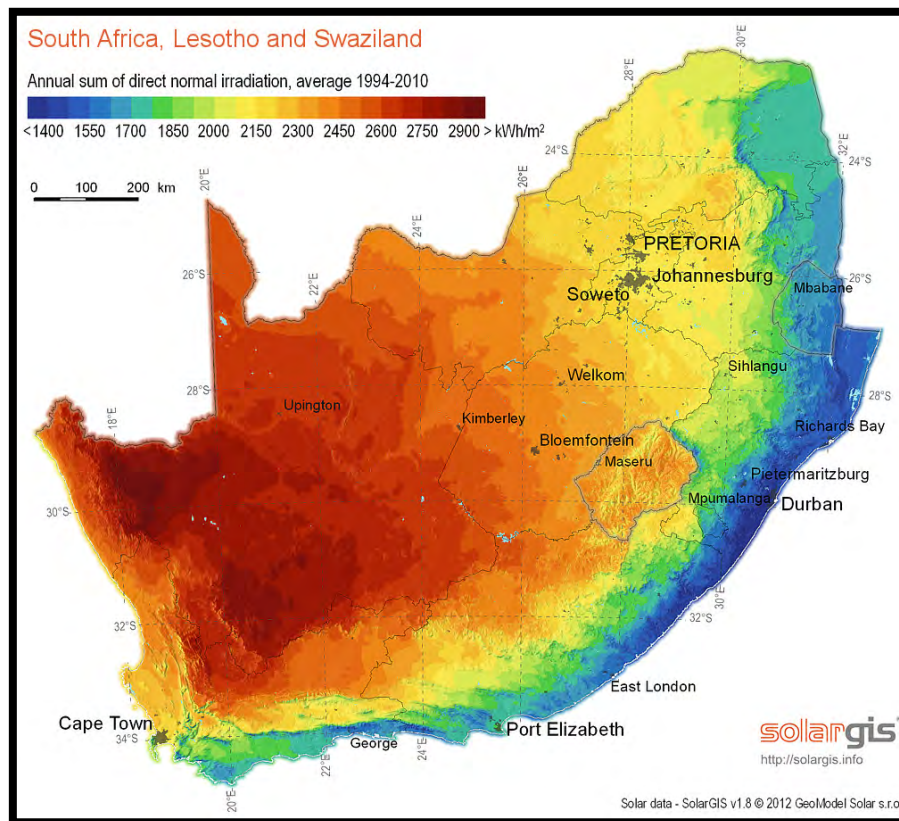 South Africa, Lesotho and Swaziland
Annual sum of direct normal irradiation, average 1994-2010
<1400 1550 1700 1850 2000 2150 2300 2450 2600 2750 2900 > kWh/m²
0 100 200 km
30°E
28°E
24°S
32°E
24°S
20°E
26°E
24°E
PRETORIA
Johannesburg
26°S
22°E
Soweto
26°S
Mbabane
28°S
Welkom
Sihlangu
28°S
18°E
Upington
Kimberley
Bloemfontein
Richards Bay
Maseru
Pietermaritzburg
30°S
Mpumalanga
Durban
30°E
32°S
32°S
East London
Cape Town
34°S
George
Port Elizabeth
22°E
24°E
20°E
solargis
http://solargis.info
Solar data - SolarGIS v1.8 © 2012 GeoModel Solar s.r.o